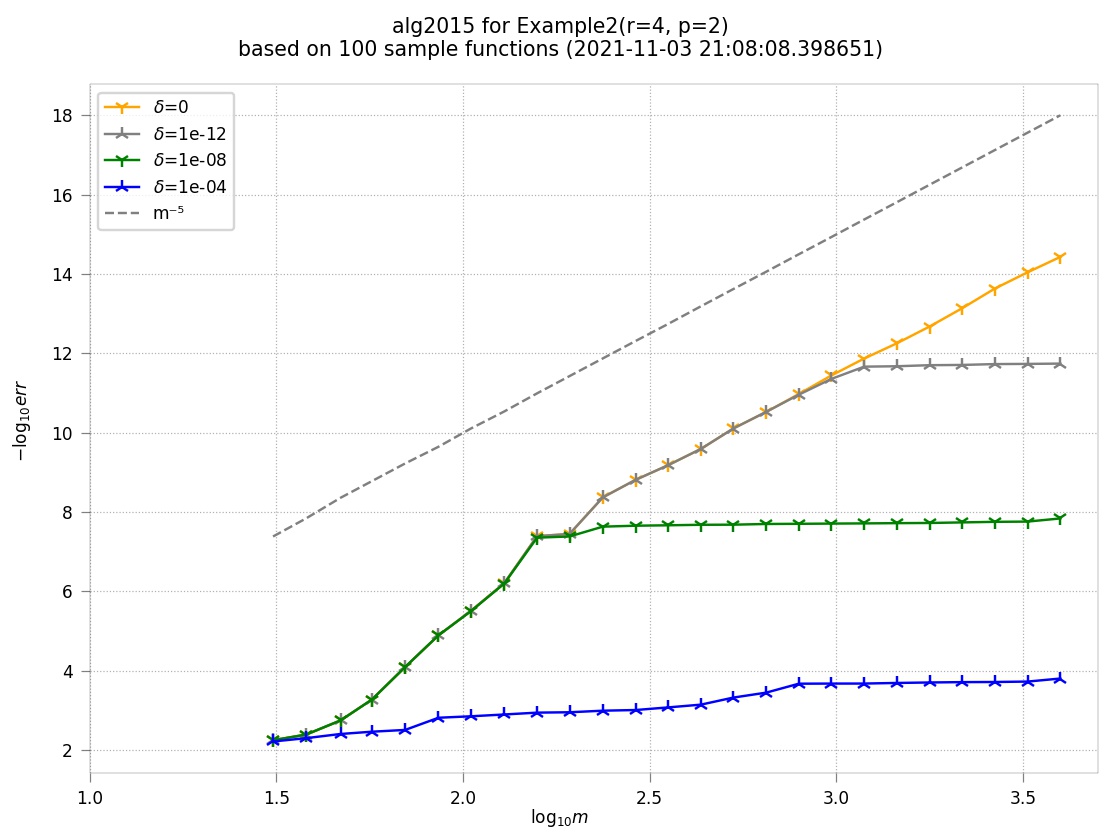 alg2015 for Example2(r=4, p=2)
based on 100 sample functions (2021-11-03 21:08:08.398651)
δ=0
δ=1e-12
δ=1e-08
δ=1e-04
m⁻⁵
18
16
14
12
10
8
6
4
2
−log₁₀err
1.0 1.5 2.0 2.5 3.0 3.5
log₁₀m